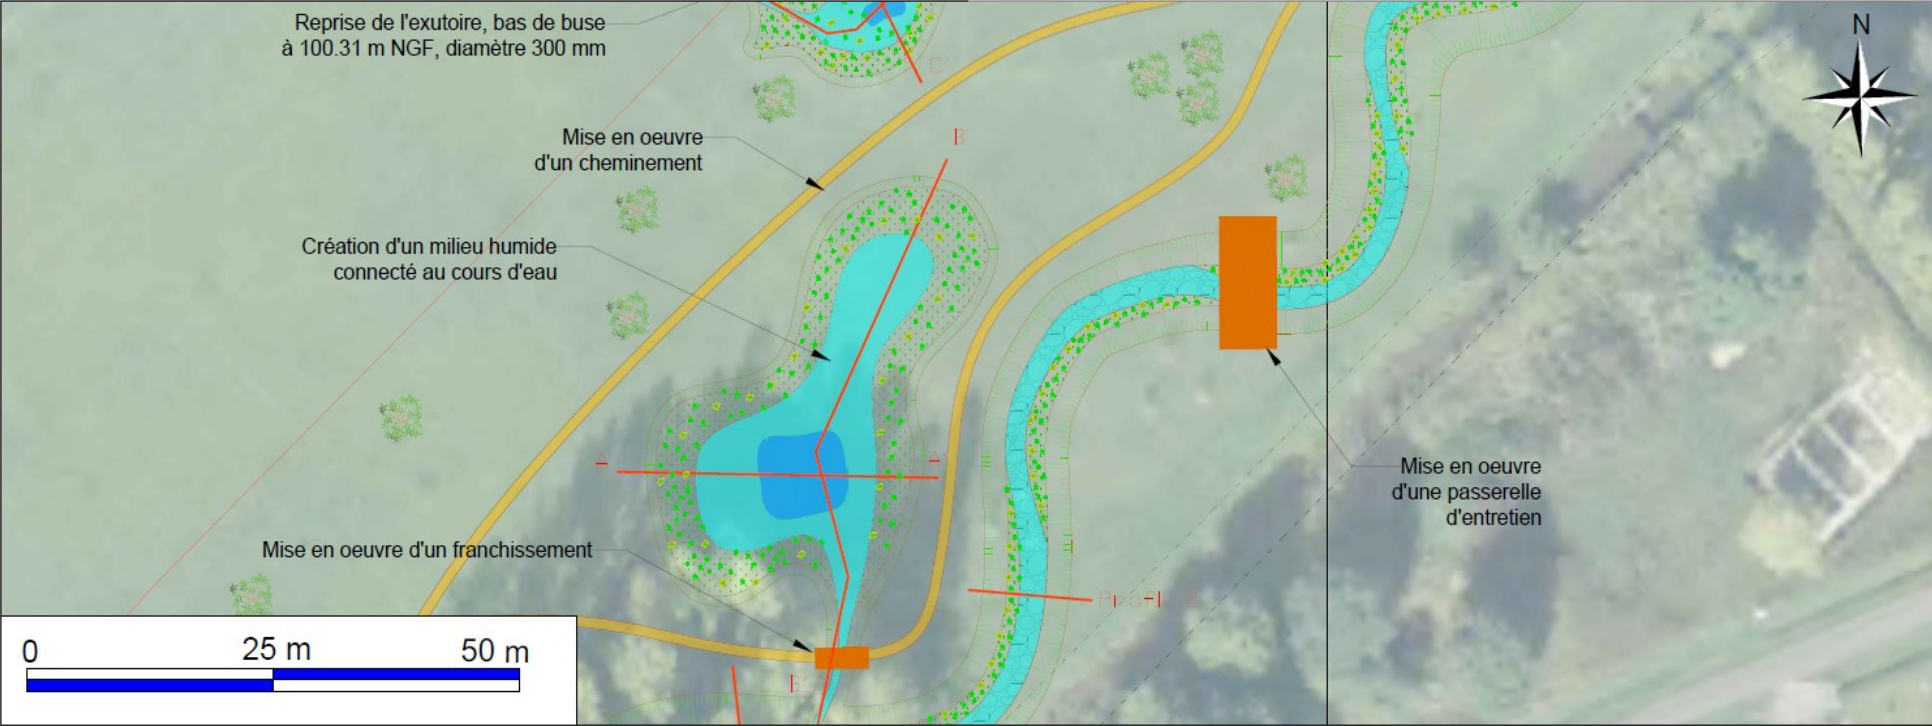 Reprise de l'exutoire, bas de buse
à 100.31 m NGF, diamètre 300 mm
N
C'
Mise en oeuvre
d'un cheminement
B
Création d'un milieu humide
connecté au cours d'eau
A
A'
Mise en oeuvre
d'une passerelle
d'entretien
Mise en oeuvre d'un franchissement
B
0
25 m
50 m